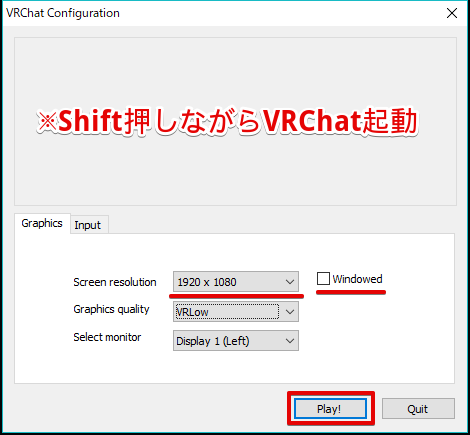 VRChat Configuration
※Shift押しながらVRChat起動
Graphics Input
Screen resolution 1920 x 1080 Windowed
Graphics quality VRLow
Select monitor Display 1 (Left)
Play! Quit